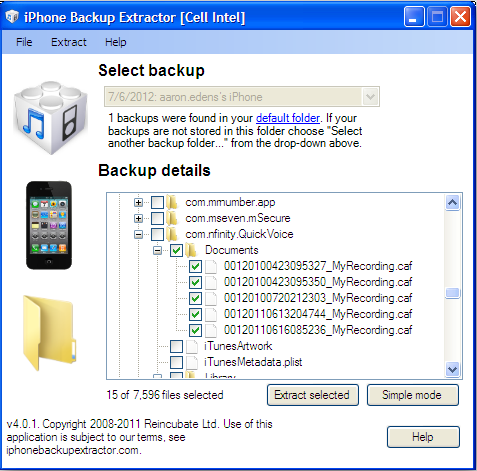 iPhone Backup Extractor [Cell Intel]
File Extract Help
Select backup
7/6/2012: aaron.edens's iPhone
1 backups were found in your default folder. If your
backups are not stored in this folder choose "Select
another backup folder..." from the drop-down above.
Backup details
com.mmumber.app
com.mseven.mSecure
com.nfinity.QuickVoice
Documents
00120100423095327_MyRecording.caf
00120100423095350_MyRecording.caf
00120100720212303_MyRecording.caf
00120110613204744_MyRecording.caf
00120110616085236_MyRecording.caf
iTunesArtwork
iTunesMetadata.plist
Library
15 of 7,596 files selected
Extract selected
Simple mode
v4.0.1. Copyright 2008-2011 Reincubate Ltd. Use of this
application is subject to our terms, see
iphonebackupextractor.com.
Help